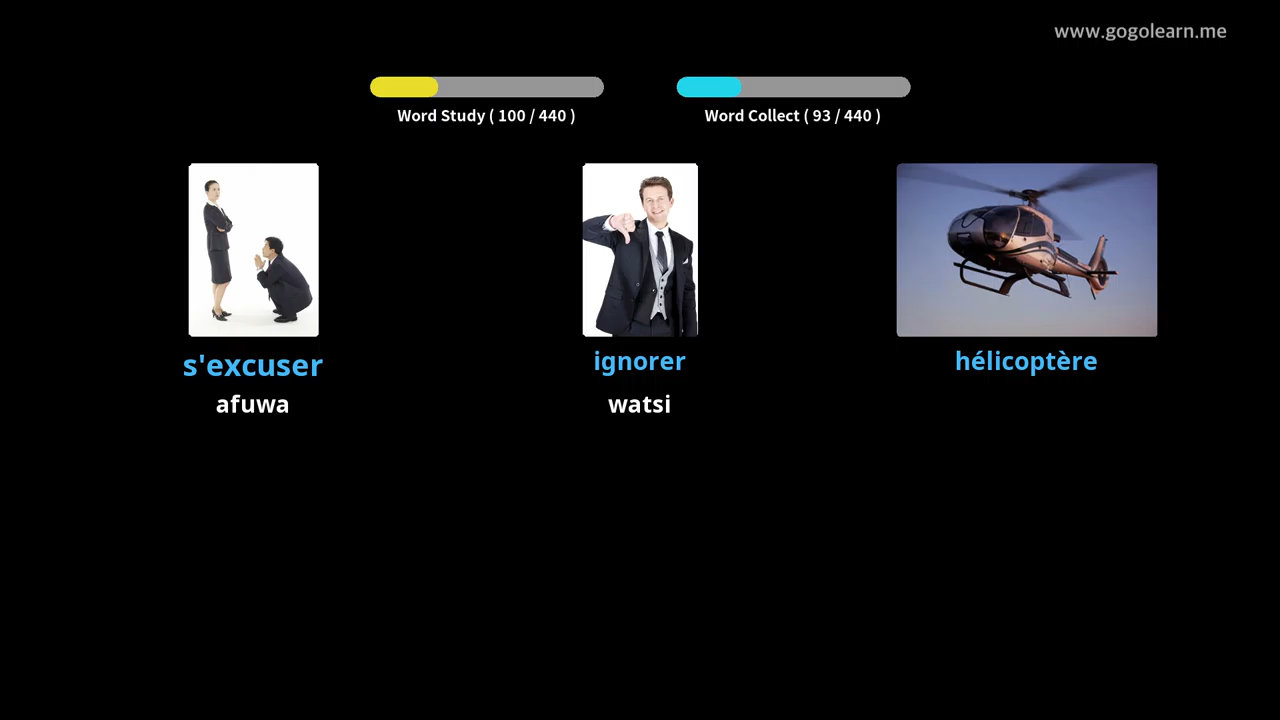 www.gogolearn.me
Word Study ( 100 / 440 )
Word Collect ( 93 / 440 )
s'excuser
afuwa
ignorer
watsi
hélicoptère